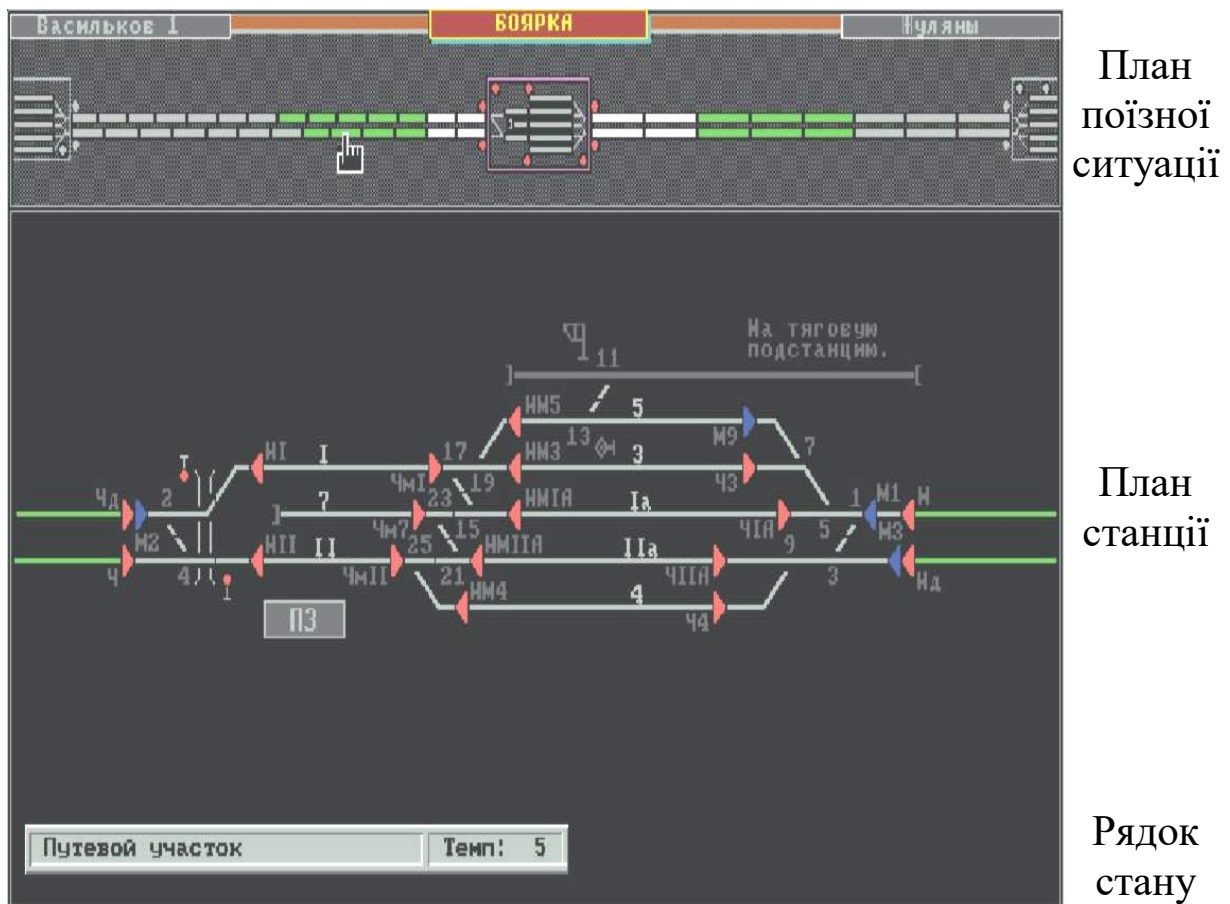 Васильков 1 БОЯРКА Жуляны
План
поїзної
ситуації
На тяговую
подстанцию.
11
НМ5 5
13 М9 7
НI I 17 НМ3 3
Т ЧмI 19 Ч3
Чд 2 7 23 НМIА Iа 1 М1 Н
М2 Чм7 15 ЧIА 5 М3
НII II 25 НМIIА IIа 9
Ч 4 ЧмII 21 ЧIIА 3 Нд
НМ4 4
ПЗ Ч4
План
станції
Путевой участок Темп: 5
Рядок
стану